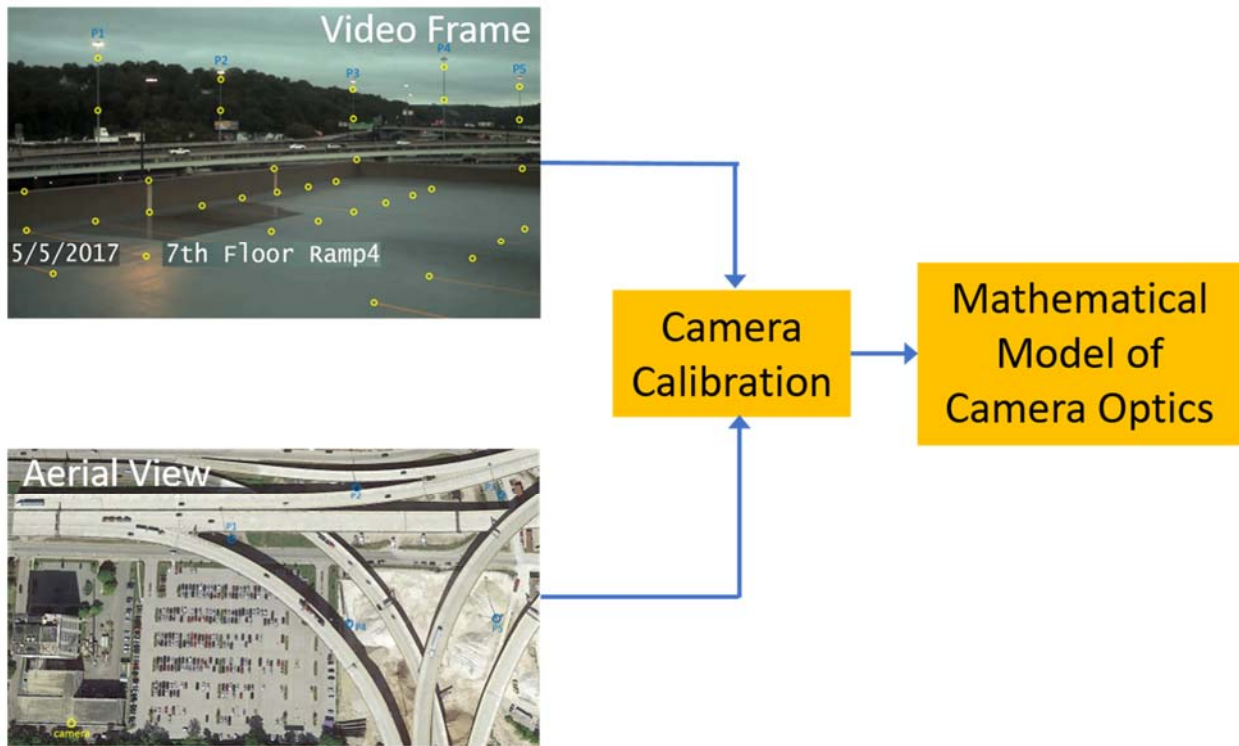 Video Frame
P1
P2
P3
P4
P5
5/5/2017 7th Floor Ramp4
Camera
Calibration
Mathematical
Model of
Camera Optics
Aerial View
P2
P1
P4
camera